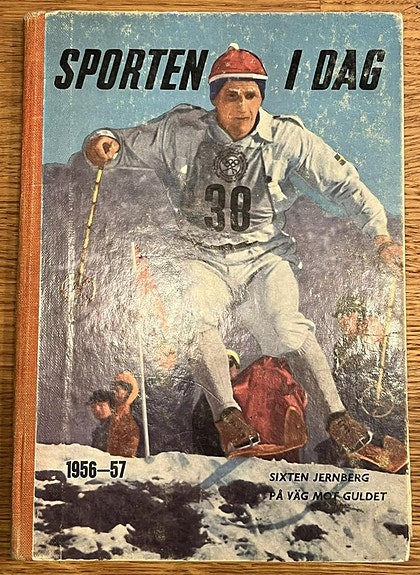 SPORTEN I DAG
38
1956–57
SIXTEN JERNBERG
PÅ VÄG MOT GULDET